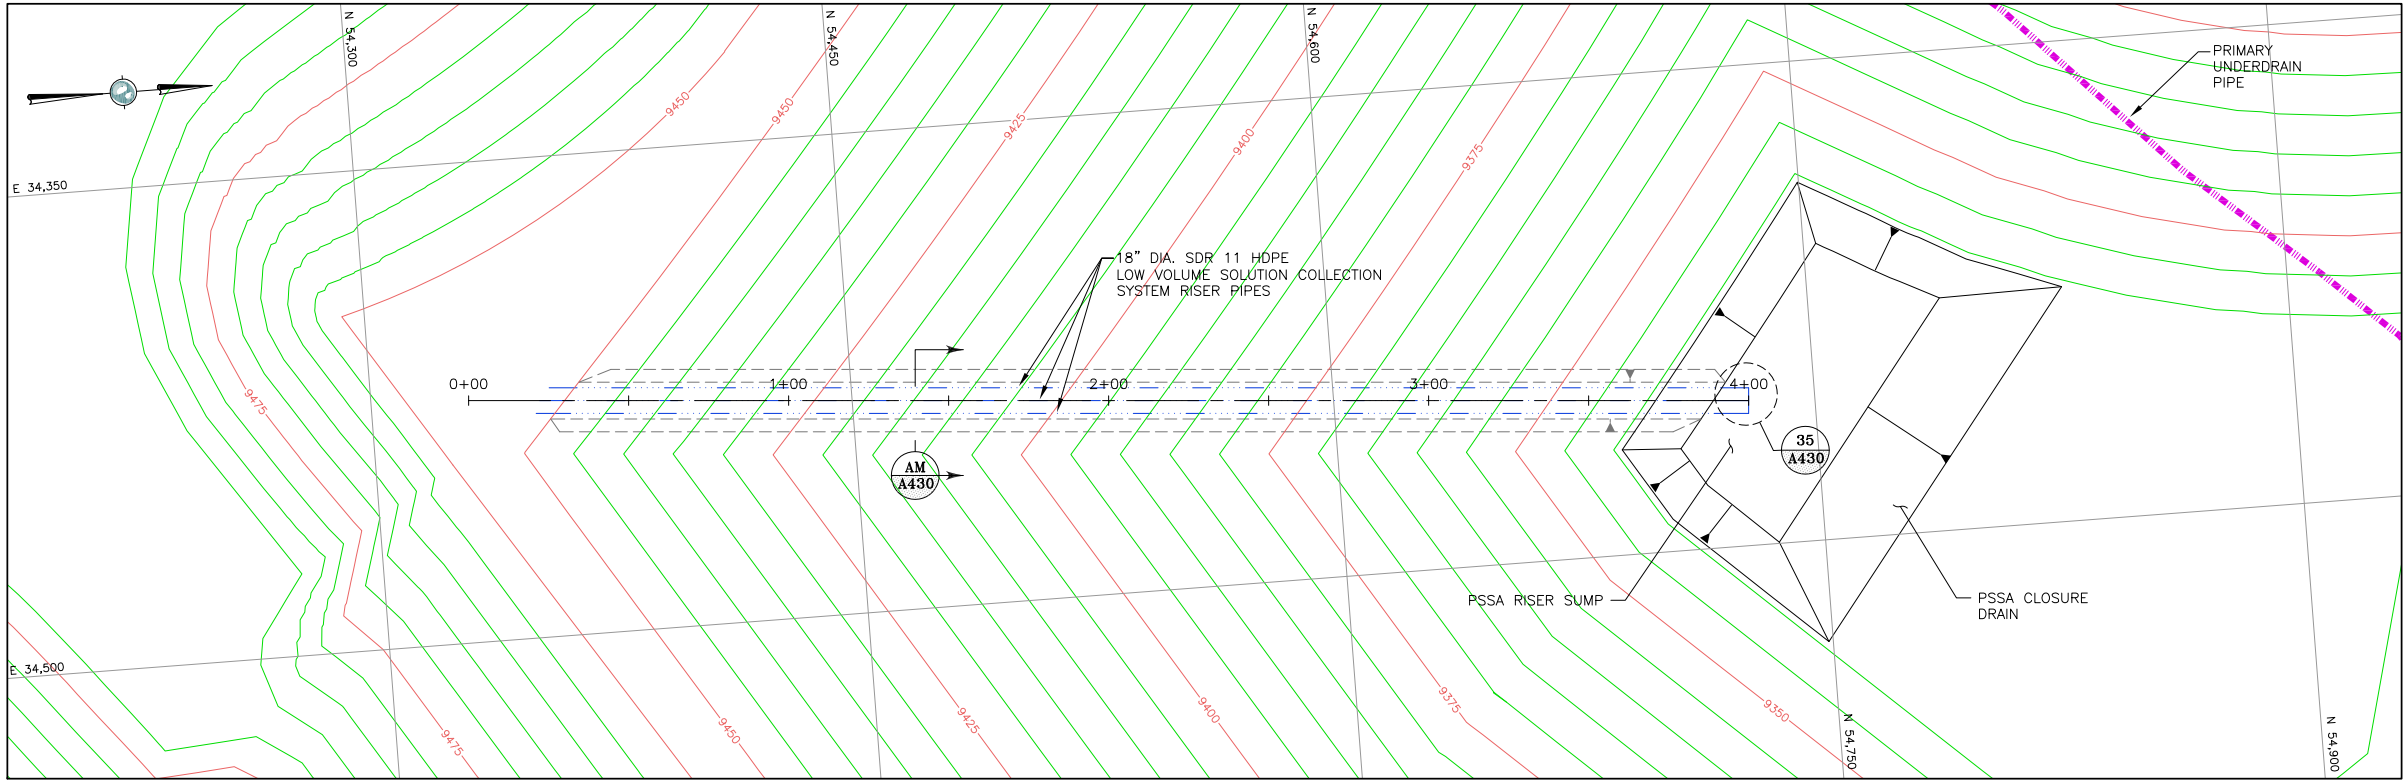 N 54,300
N 54,450
N 54,600
PRIMARY
UNDERDRAIN
PIPE
9450
9450
9425
9400
9375
E 34,350
18" DIA. SDR 11 HDPE
LOW VOLUME SOLUTION COLLECTION
SYSTEM RISER PIPES
0+00
1+00
2+00
3+00
4+00
9475
35
A430
AM
A430
PSSA RISER SUMP
PSSA CLOSURE
DRAIN
E 34,500
9475
9450
9425
9400
9375
9350
N 54,750
N 54,900